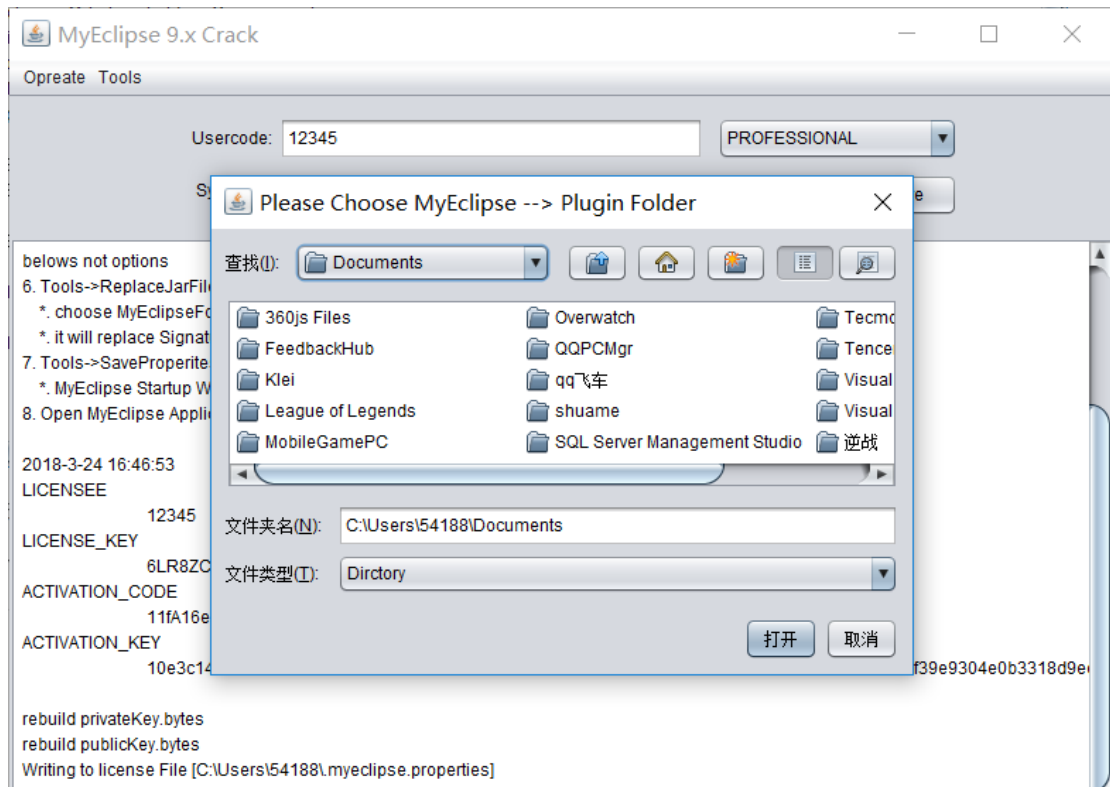 MyEclipse 9.x Crack
Opreate Tools
Usercode: 12345 PROFESSIONAL
Please Choose MyEclipse --> Plugin Folder
查找(I): Documents
360js Files
FeedbackHub
Klei
League of Legends
MobileGamePC
Overwatch
QQPCMgr
qq飞车
shuame
SQL Server Management Studio
Visual
Visual
逆战
文件夹名(N): C:\Users\54188\Documents
文件类型(T): Dirctory
打开 取消
belows not options
6. Tools->ReplaceJarFil
*. choose MyEclipseFo
*. it will replace Signat
7. Tools->SaveProperite
*. MyEclipse Startup W
8. Open MyEclipse Appli
2018-3-24 16:46:53
LICENSEE
12345
LICENSE_KEY
6LR8ZC
ACTIVATION_CODE
11fA16e
ACTIVATION_KEY
10e3c14 f39e9304e0b3318d9e
rebuild privateKey.bytes
rebuild publicKey.bytes
Writing to license File [C:\Users\54188\.myeclipse.properties]